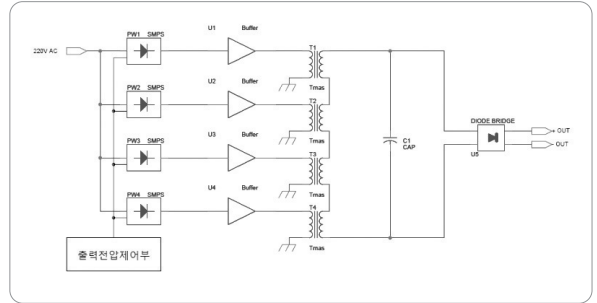 220V AC
PW1 SMPS
U1 Buffer
T1
Tmas
PW2 SMPS
U2 Buffer
T2
Tmas
PW3 SMPS
U3 Buffer
T3
Tmas
PW4 SMPS
U4 Buffer
T4
Tmas
출력전압제어부
C1
CAP
DIODE BRIDGE
U5
+ OUT
- OUT